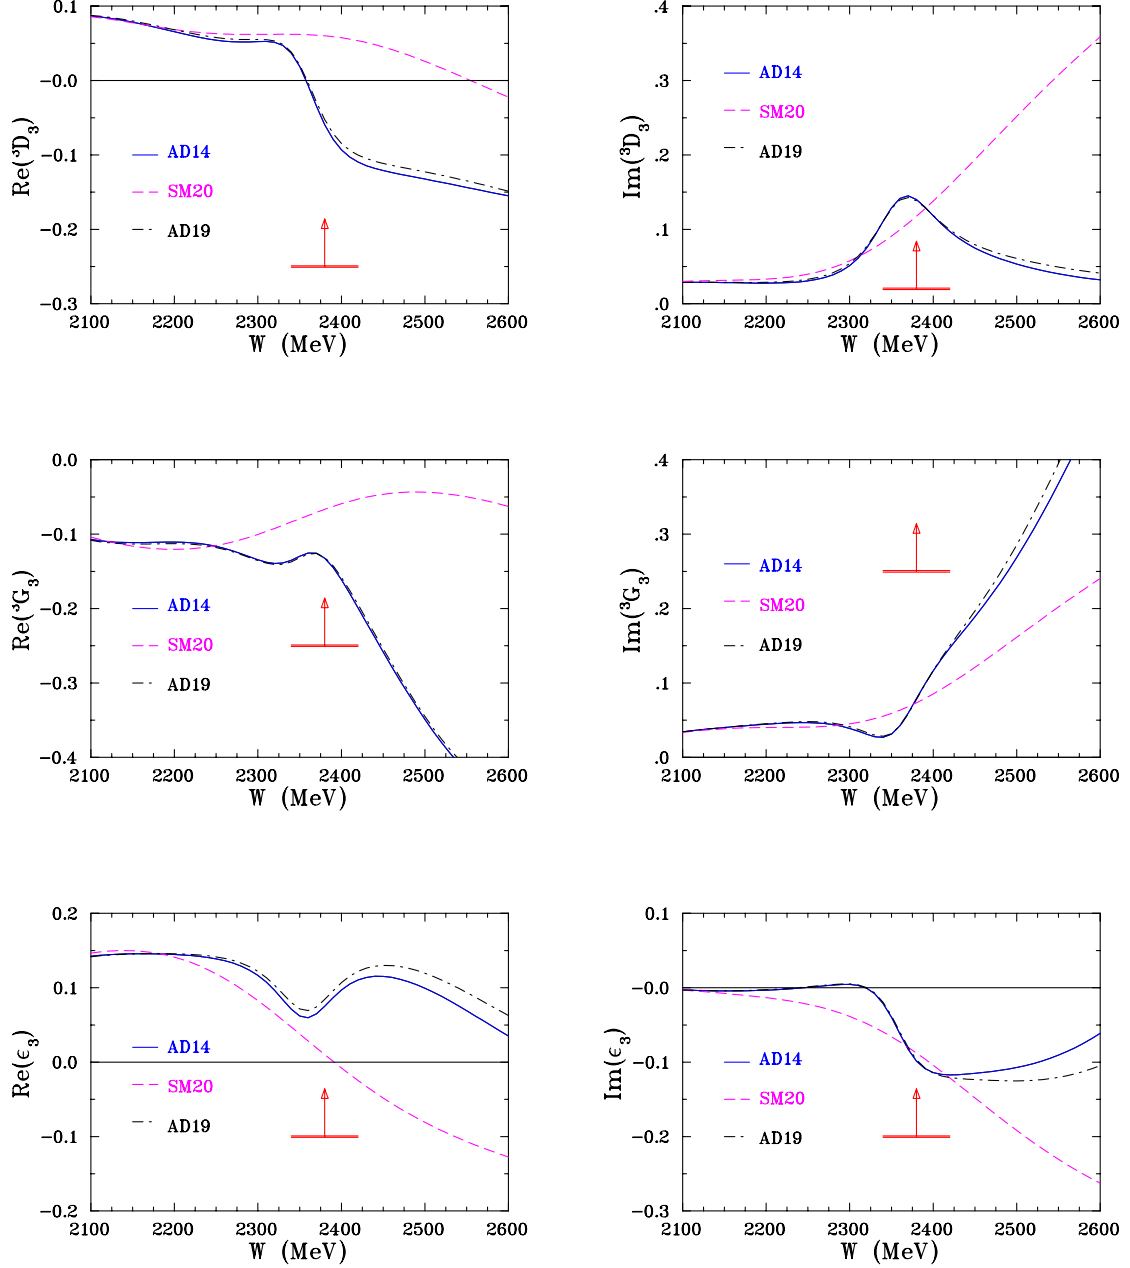 0.1
-0.0
-0.1
-0.2
-0.3
Re(³D₃)
AD14
SM20
AD19
2100 2200 2300 2400 2500 2600
W (MeV)
.4
.3
.2
.1
.0
Im(³D₃)
AD14
SM20
AD19
2100 2200 2300 2400 2500 2600
W (MeV)
0.0
-0.1
-0.2
-0.3
-0.4
Re(³G₃)
AD14
SM20
AD19
2100 2200 2300 2400 2500 2600
W (MeV)
.4
.3
.2
.1
.0
Im(³G₃)
AD14
SM20
AD19
2100 2200 2300 2400 2500 2600
W (MeV)
0.2
0.1
0.0
-0.1
-0.2
Re(ϵ₃)
AD14
SM20
AD19
2100 2200 2300 2400 2500 2600
W (MeV)
0.1
-0.0
-0.1
-0.2
-0.3
Im(ϵ₃)
AD14
SM20
AD19
2100 2200 2300 2400 2500 2600
W (MeV)